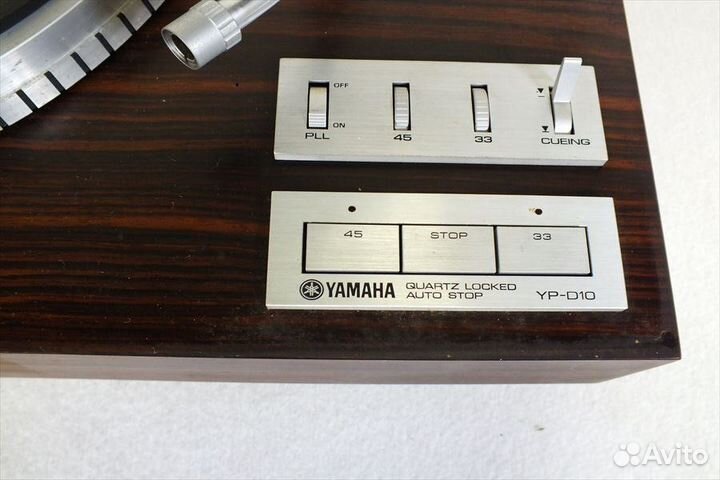 OFF
ON
PLL 45 33 CUEING
45 STOP 33
YAMAHA QUARTZ LOCKED
AUTO STOP YP-D10
Avito